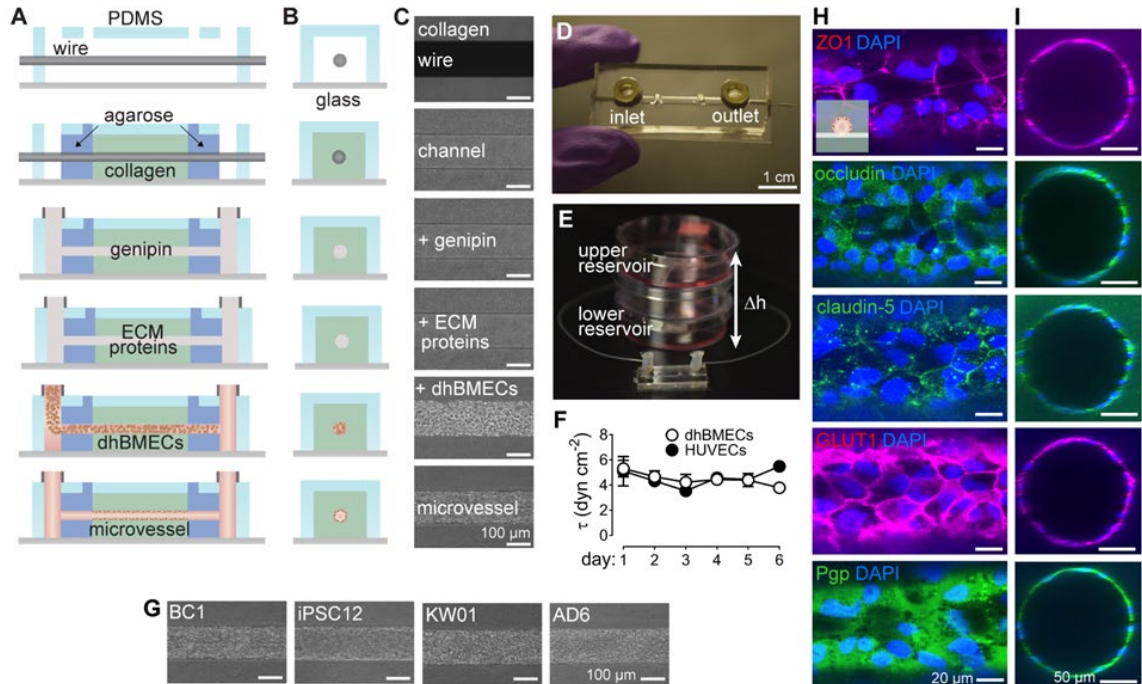 A
PDMS
wire
agarose
collagen
genipin
ECM
proteins
dhBMECs
microvessel
B
glass
C
collagen
wire
channel
+ genipin
+ ECM
proteins
+ dhBMECs
microvessel
100 µm
D
inlet
outlet
1 cm
E
upper
reservoir
lower
reservoir
Δh
F
dhBMECs
HUVECs
τ (dyn cm⁻²)
8
6
4
2
0
day: 1 2 3 4 5 6
G
BC1
iPSC12
KW01
AD6
100 µm
H
ZO1 DAPI
occludin DAPI
claudin-5 DAPI
GLUT1 DAPI
Pgp DAPI
20 µm
I
50 µm